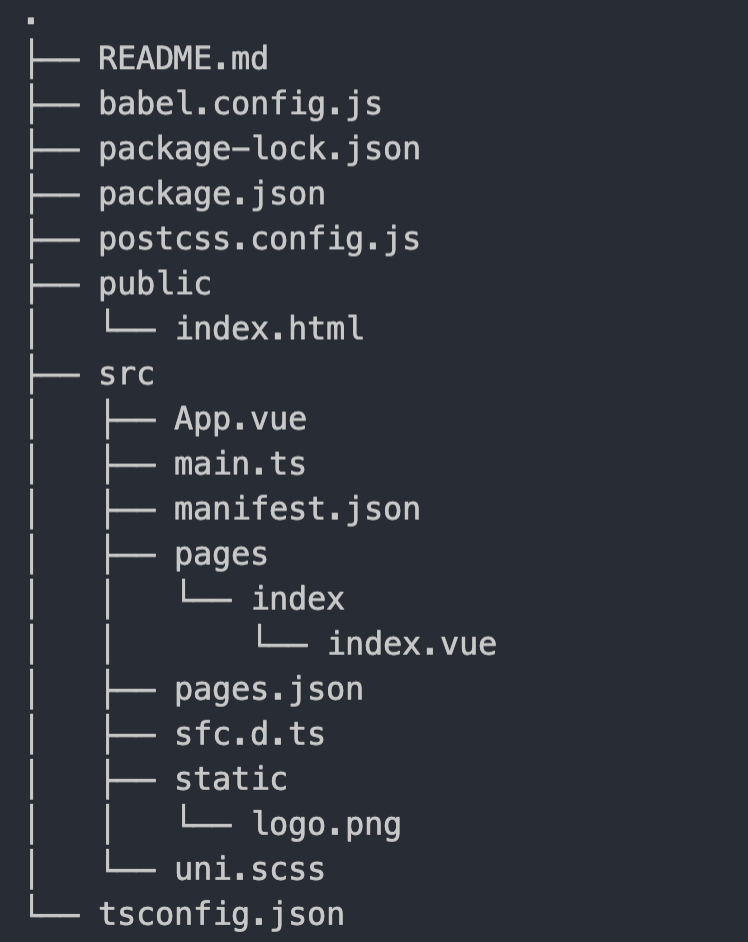 .
├── README.md
├── babel.config.js
├── package-lock.json
├── package.json
├── postcss.config.js
├── public
│   └── index.html
├── src
│   ├── App.vue
│   ├── main.ts
│   ├── manifest.json
│   ├── pages
│   │   └── index
│   │       └── index.vue
│   ├── pages.json
│   ├── sfc.d.ts
│   ├── static
│   │   └── logo.png
│   └── uni.scss
└── tsconfig.json